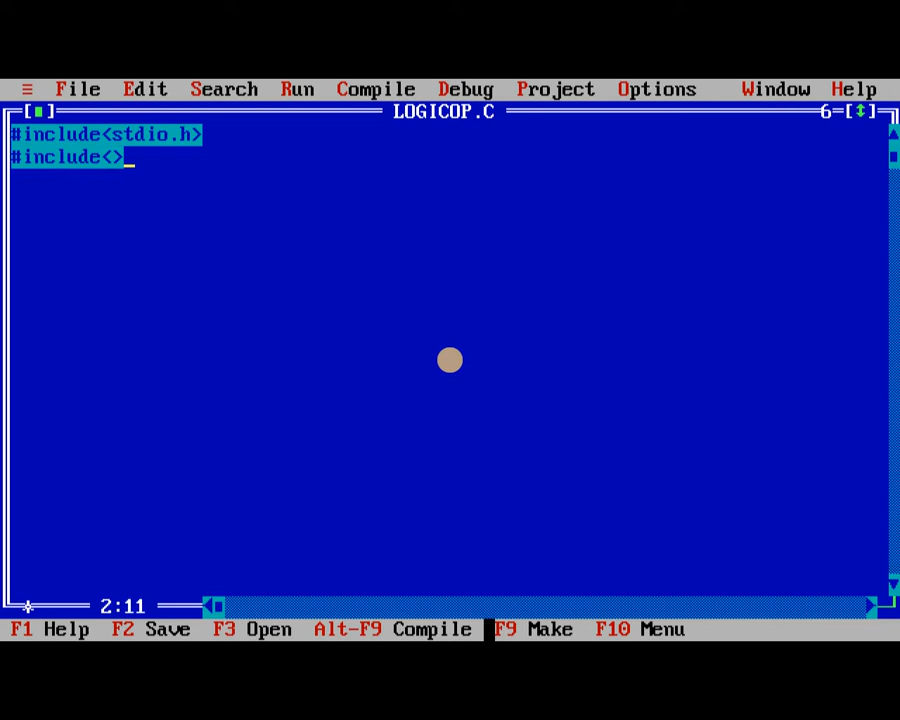 ≡ File Edit Search Run Compile Debug Project Options Window Help
[■] LOGICOP.C 6=[↕]
#include<stdio.h>
#include<>_
2:11
F1 Help F2 Save F3 Open Alt-F9 Compile F9 Make F10 Menu